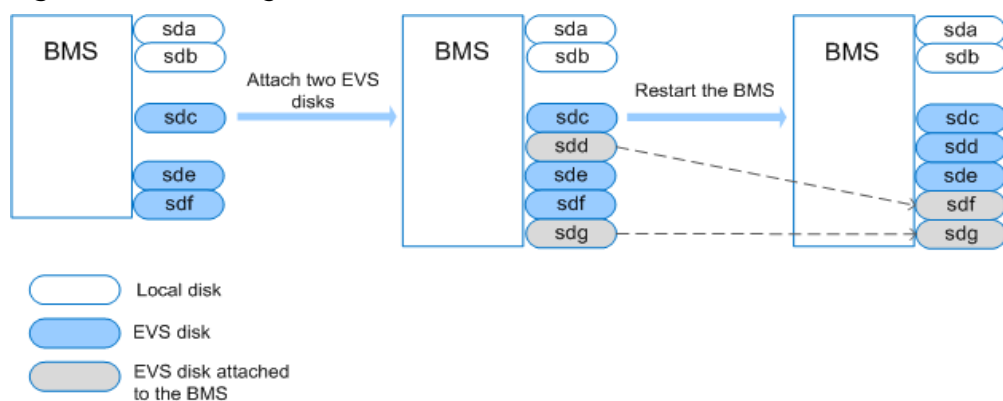 BMS
sda
sdb
sdc
sde
sdf
Attach two EVS
disks
BMS
sda
sdb
sdc
sdd
sde
sdf
sdg
Restart the BMS
BMS
sda
sdb
sdc
sdd
sde
sdf
sdg
Local disk
EVS disk
EVS disk attached
to the BMS